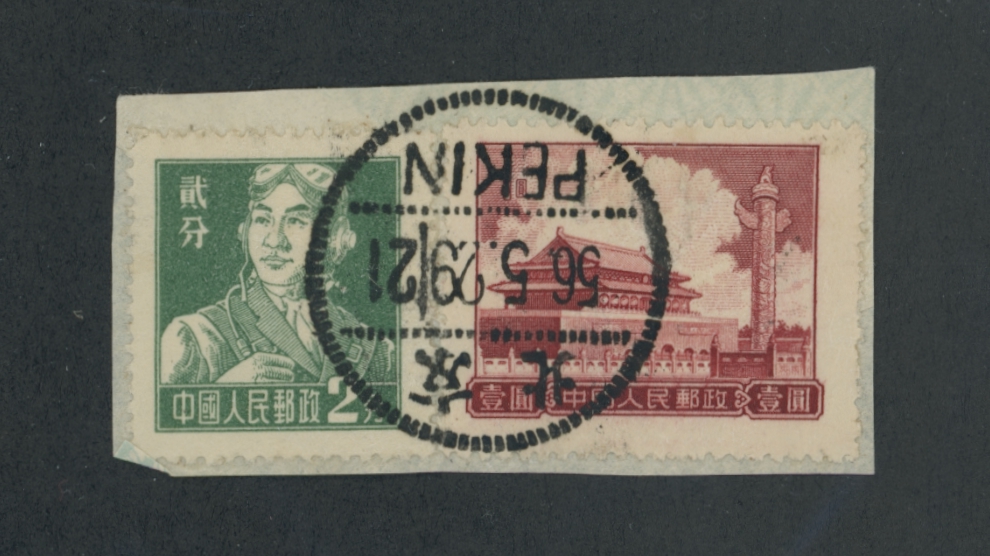 貳分
中國人民郵政 2分
壹圓 中國人民郵政 壹圓
北京
56.5.29|21
PEKIN